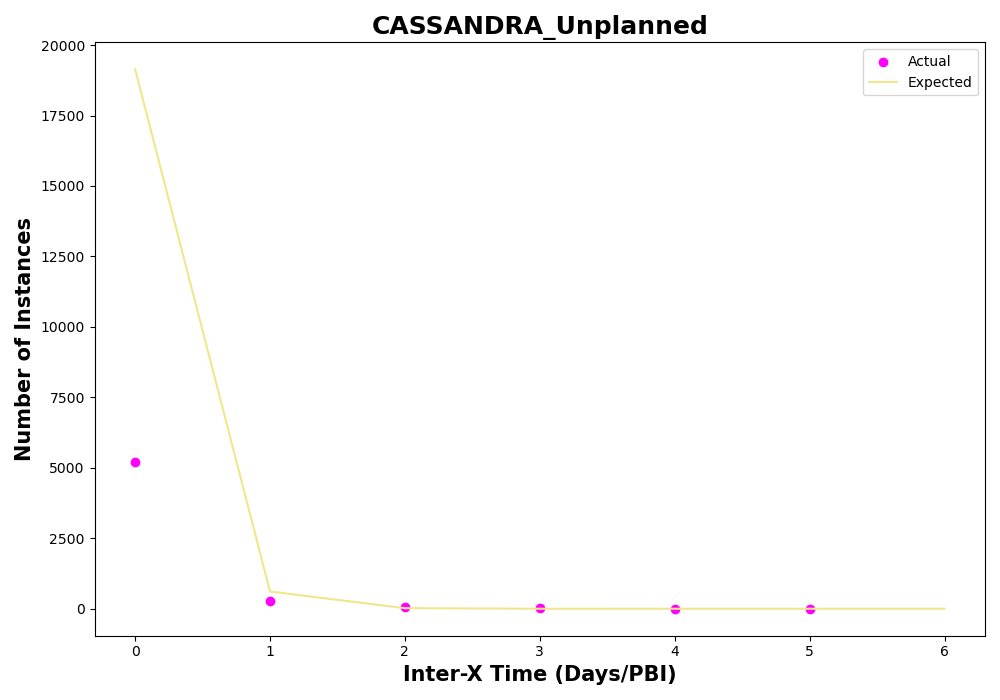 CASSANDRA_Unplanned
Actual
Expected
20000
17500
15000
12500
10000
7500
5000
2500
0
Number of Instances
0 1 2 3 4 5 6
Inter-X Time (Days/PBI)